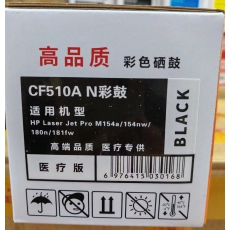 高品质 彩色硒鼓
CF510A N彩鼓
适用机型
HP Laser Jet Pro M154a/154nw/
180n/181fw
高端品质 医疗专供
医疗版
6976415030168
BLACK